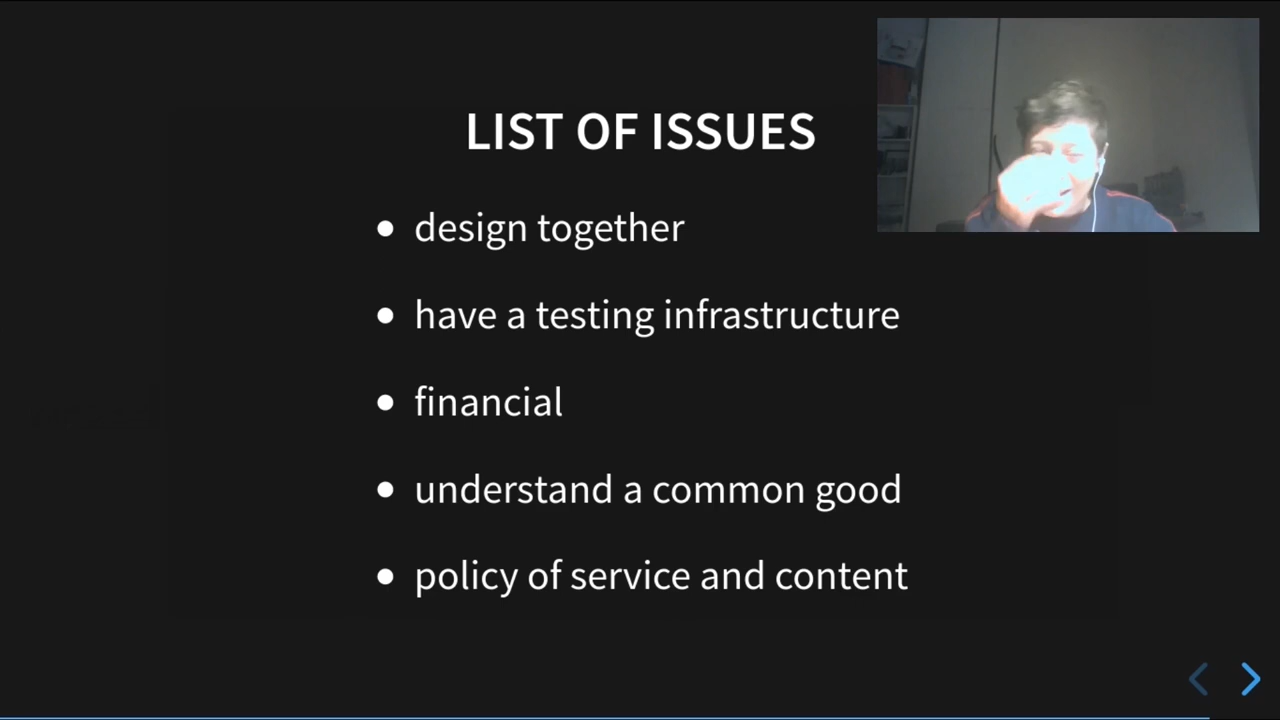 LIST OF ISSUES
design together
have a testing infrastructure
financial
understand a common good
policy of service and content